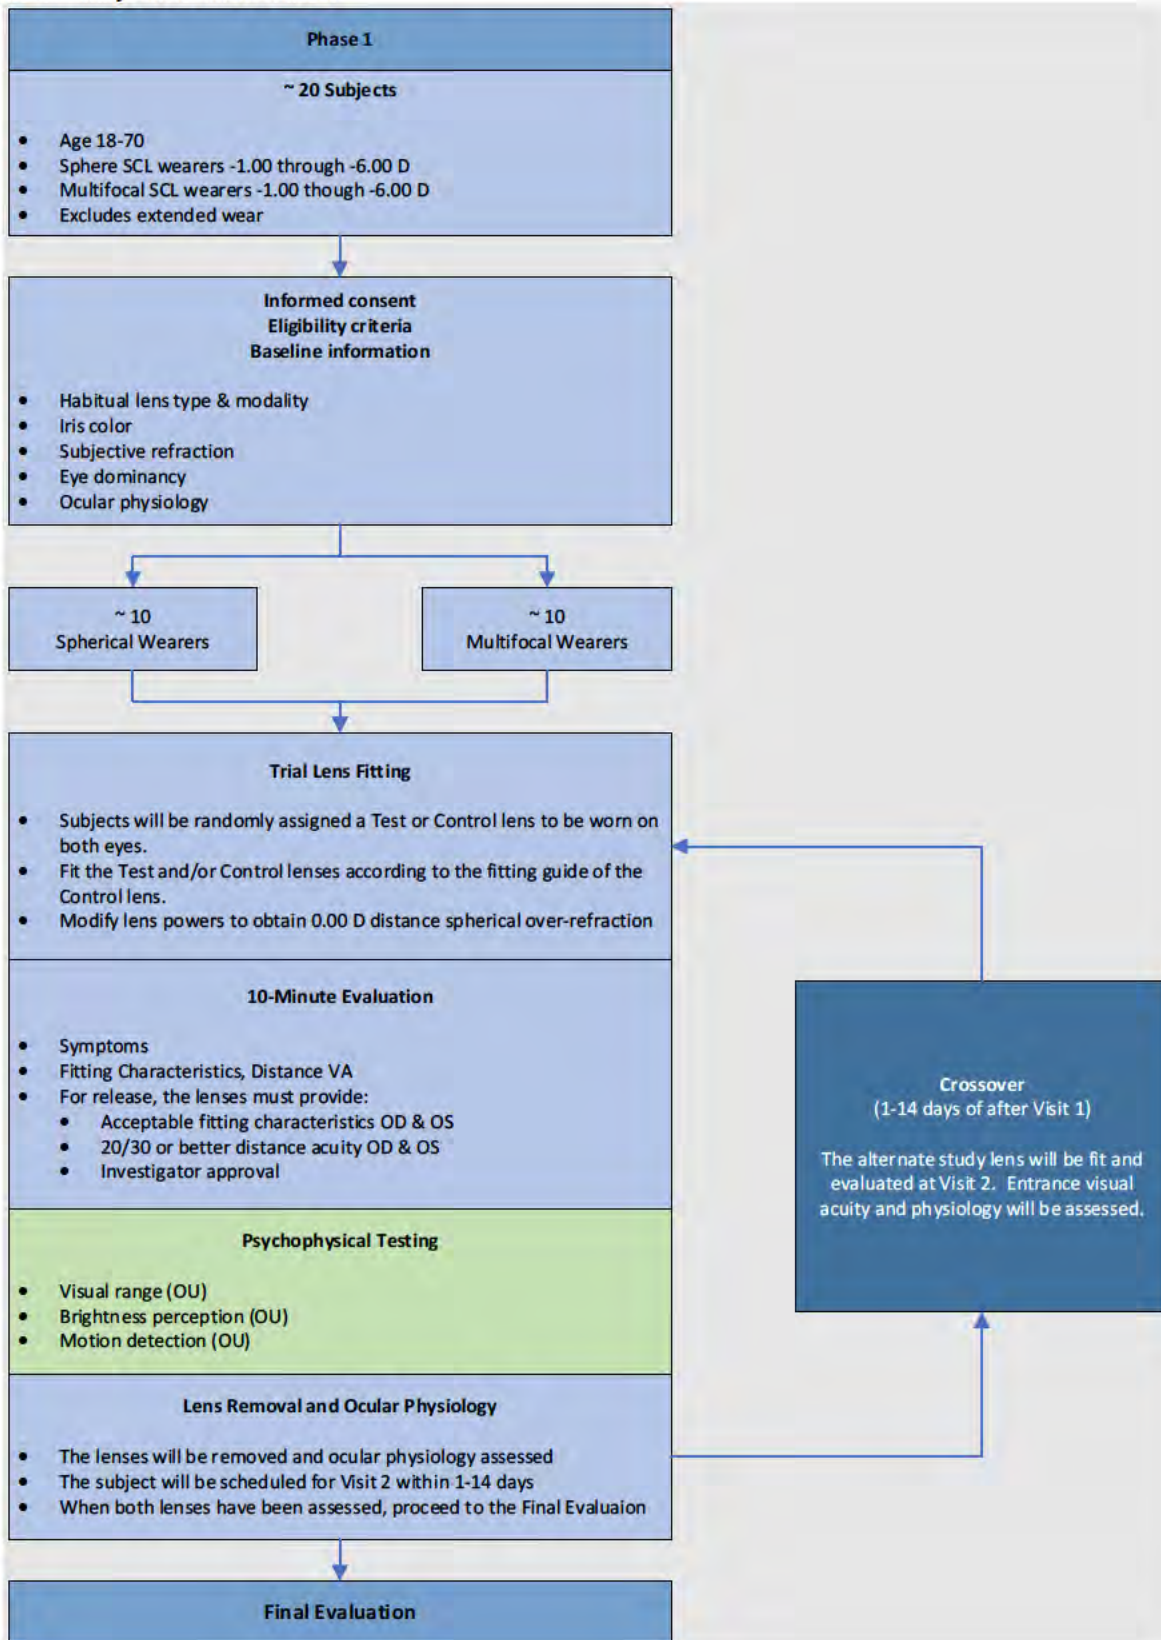 Phase 1
~ 20 Subjects
• Age 18-70
• Sphere SCL wearers -1.00 through -6.00 D
• Multifocal SCL wearers -1.00 though -6.00 D
• Excludes extended wear
Informed consent
Eligibility criteria
Baseline information
• Habitual lens type & modality
• Iris color
• Subjective refraction
• Eye dominancy
• Ocular physiology
~ 10
Spherical Wearers
~ 10
Multifocal Wearers
Trial Lens Fitting
• Subjects will be randomly assigned a Test or Control lens to be worn on
both eyes.
• Fit the Test and/or Control lenses according to the fitting guide of the
Control lens.
• Modify lens powers to obtain 0.00 D distance spherical over-refraction
10-Minute Evaluation
• Symptoms
• Fitting Characteristics, Distance VA
• For release, the lenses must provide:
• Acceptable fitting characteristics OD & OS
• 20/30 or better distance acuity OD & OS
• Investigator approval
Psychophysical Testing
• Visual range (OU)
• Brightness perception (OU)
• Motion detection (OU)
Lens Removal and Ocular Physiology
• The lenses will be removed and ocular physiology assessed
• The subject will be scheduled for Visit 2 within 1-14 days
• When both lenses have been assessed, proceed to the Final Evaluaion
Crossover
(1-14 days of after Visit 1)
The alternate study lens will be fit and
evaluated at Visit 2. Entrance visual
acuity and physiology will be assessed.
Final Evaluation